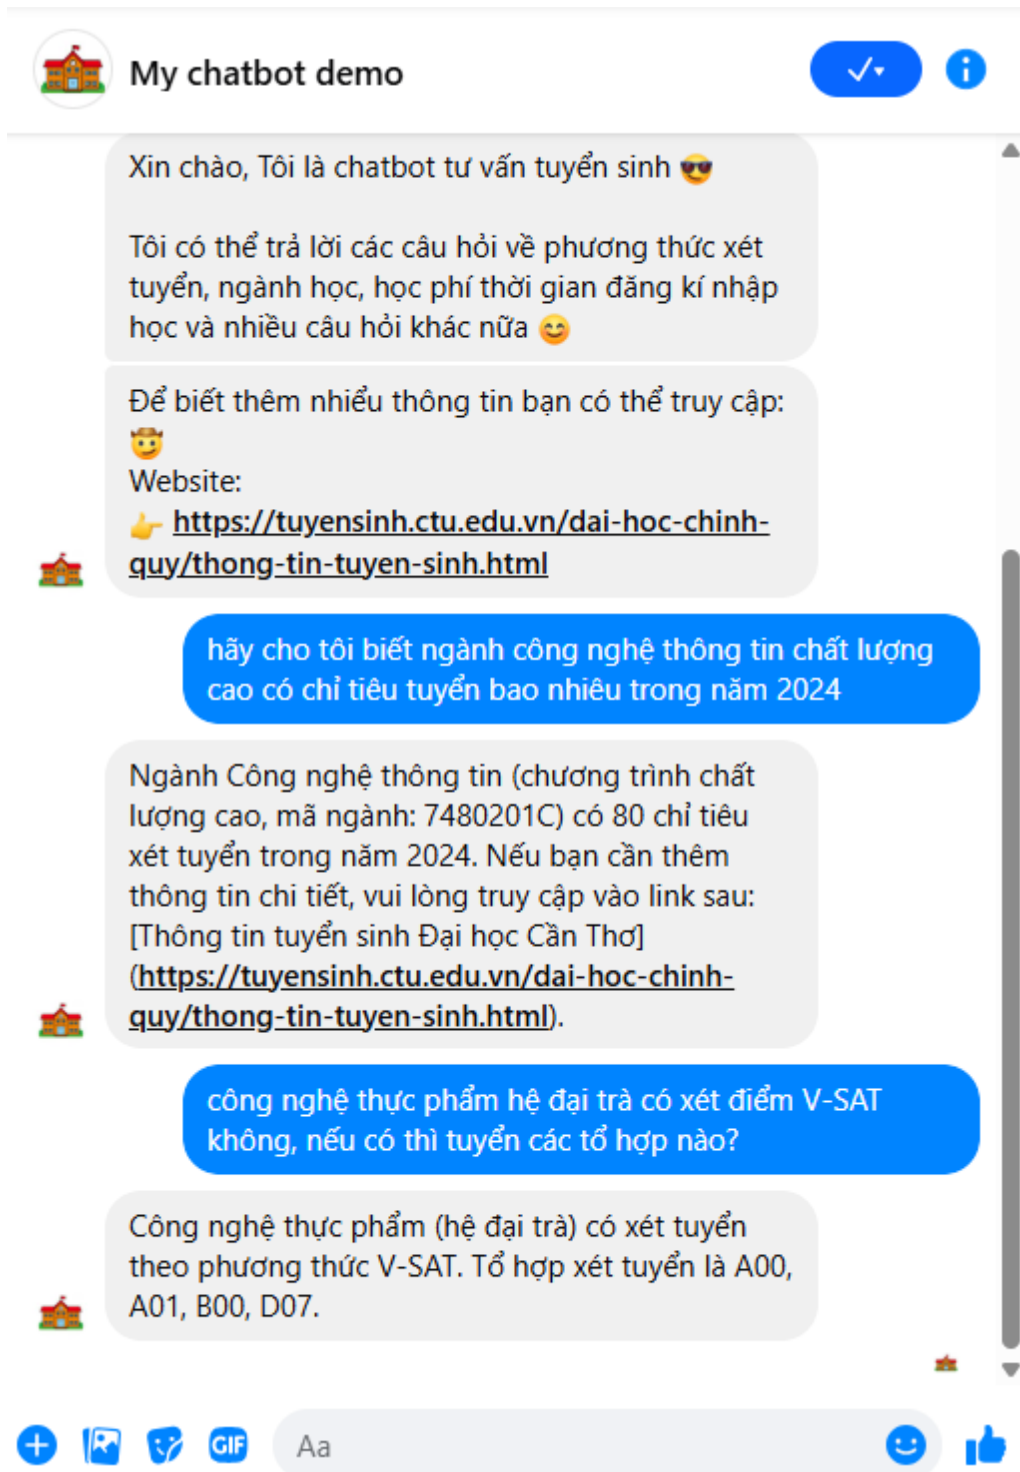 My chatbot demo
Xin chào, Tôi là chatbot tư vấn tuyển sinh 😎
Tôi có thể trả lời các câu hỏi về phương thức xét
tuyển, ngành học, học phí thời gian đăng kí nhập
học và nhiều câu hỏi khác nữa 😊
Để biết thêm nhiểu thông tin bạn có thể truy cập:
🤠
Website:
👉 https://tuyensinh.ctu.edu.vn/dai-hoc-chinh-
quy/thong-tin-tuyen-sinh.html
hãy cho tôi biết ngành công nghệ thông tin chất lượng
cao có chỉ tiêu tuyển bao nhiêu trong năm 2024
Ngành Công nghệ thông tin (chương trình chất
lượng cao, mã ngành: 7480201C) có 80 chỉ tiêu
xét tuyển trong năm 2024. Nếu bạn cần thêm
thông tin chi tiết, vui lòng truy cập vào link sau:
[Thông tin tuyển sinh Đại học Cần Thơ]
(https://tuyensinh.ctu.edu.vn/dai-hoc-chinh-
quy/thong-tin-tuyen-sinh.html).
công nghệ thực phẩm hệ đại trà có xét điểm V-SAT
không, nếu có thì tuyển các tổ hợp nào?
Công nghệ thực phẩm (hệ đại trà) có xét tuyển
theo phương thức V-SAT. Tổ hợp xét tuyển là A00,
A01, B00, D07.
GIF
Aa